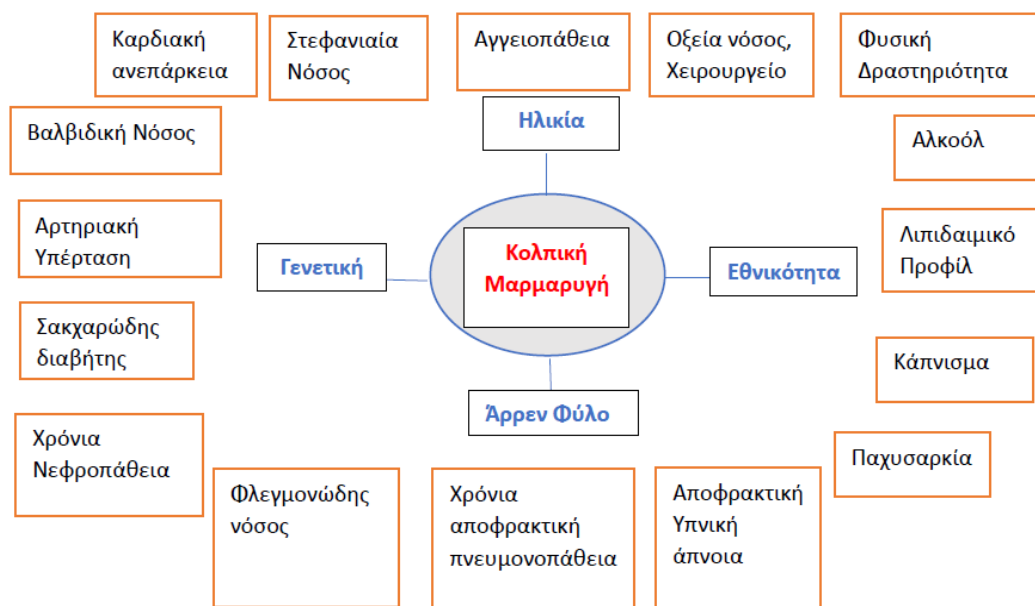 Καρδιακή
ανεπάρκεια
Στεφανιαία
Νόσος
Αγγειοπάθεια
Οξεία νόσος,
Χειρουργείο
Φυσική
Δραστηριότητα
Βαλβιδική Νόσος
Ηλικία
Αλκοόλ
Αρτηριακή
Υπέρταση
Γενετική
Κολπική
Μαρμαρυγή
Εθνικότητα
Λιπιδαιμικό
Προφίλ
Σακχαρώδης
διαβήτης
Κάπνισμα
Άρρεν Φύλο
Χρόνια
Νεφροπάθεια
Φλεγμονώδης
νόσος
Χρόνια
αποφρακτική
πνευμονοπάθεια
Αποφρακτική
Υπνική
άπνοια
Παχυσαρκία